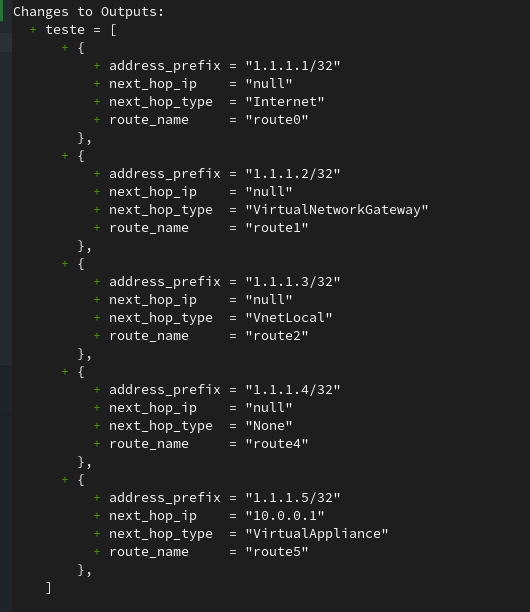 Changes to Outputs:
+ teste = [
+ {
+ address_prefix = "1.1.1.1/32"
+ next_hop_ip = "null"
+ next_hop_type = "Internet"
+ route_name = "route0"
},
+ {
+ address_prefix = "1.1.1.2/32"
+ next_hop_ip = "null"
+ next_hop_type = "VirtualNetworkGateway"
+ route_name = "route1"
},
+ {
+ address_prefix = "1.1.1.3/32"
+ next_hop_ip = "null"
+ next_hop_type = "VnetLocal"
+ route_name = "route2"
},
+ {
+ address_prefix = "1.1.1.4/32"
+ next_hop_ip = "null"
+ next_hop_type = "None"
+ route_name = "route4"
},
+ {
+ address_prefix = "1.1.1.5/32"
+ next_hop_ip = "10.0.0.1"
+ next_hop_type = "VirtualAppliance"
+ route_name = "route5"
},
]